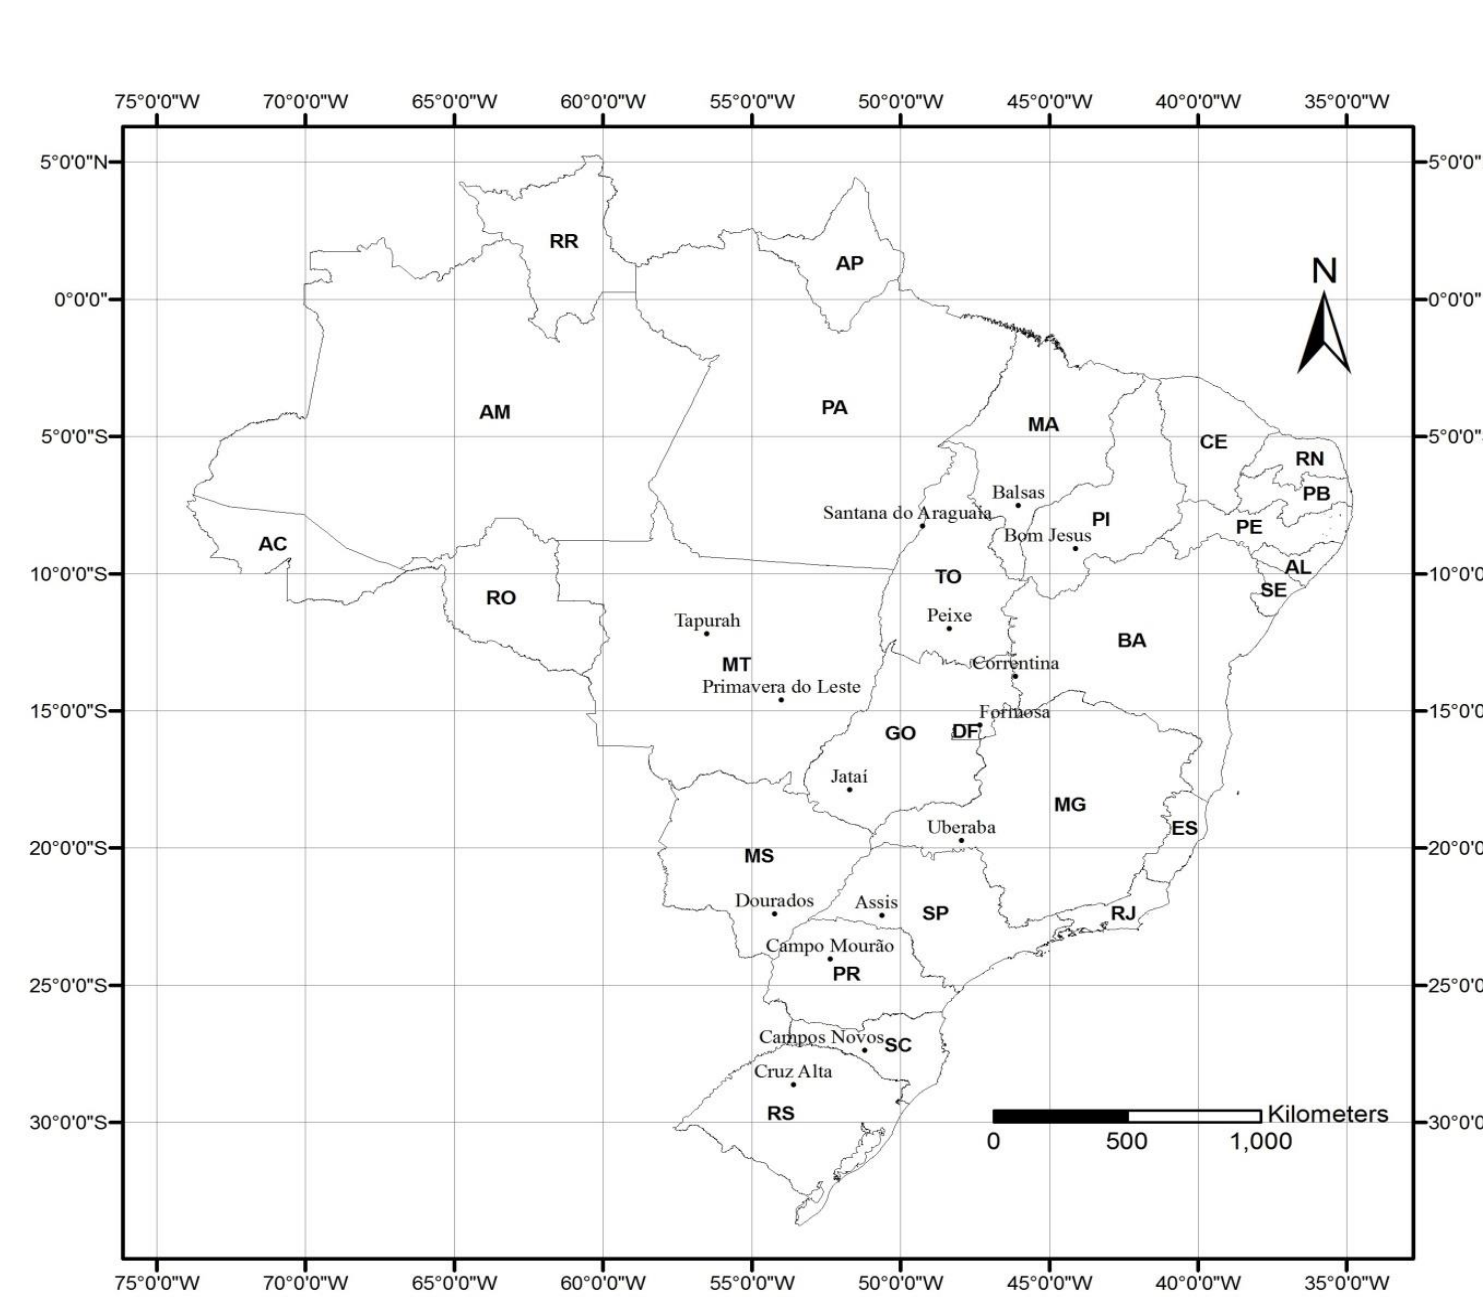 75°0'0"W 70°0'0"W 65°0'0"W 60°0'0"W 55°0'0"W 50°0'0"W 45°0'0"W 40°0'0"W 35°0'0"W
5°0'0"N 5°0'0"
RR
AP
N
0°0'0" 0°0'0"
AM
PA
MA
5°0'0"S 5°0'0"
CE
RN
PB
Balsas
Santana do Araguaia
PI
PE
Bom Jesus
AC
AL
10°0'0"S 10°0'0
TO
SE
RO
Peixe
Tapurah
BA
MT
Correntina
Primavera do Leste
15°0'0"S 15°0'0
Formosa
GO
DF
Jataí
MG
Uberaba
ES
20°0'0"S 20°0'0
MS
Dourados
Assis
SP
RJ
Campo Mourão
PR
25°0'0"S 25°0'0
Campos Novos
SC
Cruz Alta
RS
Kilometers
30°0'0"S 30°0'0
0 500 1,000
75°0'0"W 70°0'0"W 65°0'0"W 60°0'0"W 55°0'0"W 50°0'0"W 45°0'0"W 40°0'0"W 35°0'0"W